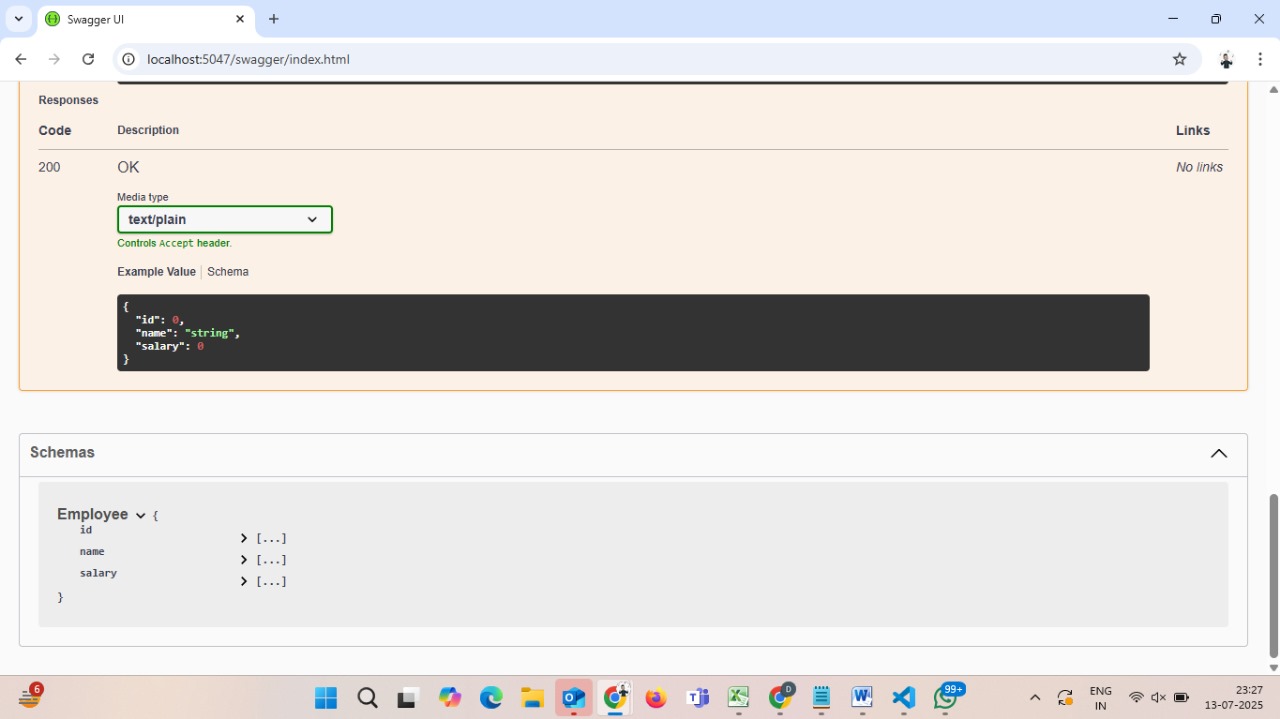 Swagger UI
localhost:5047/swagger/index.html
Responses
Code Description Links
200 OK No links
Media type
text/plain
Controls Accept header.
Example Value Schema
{
"id": 0,
"name": "string",
"salary": 0
}
Schemas
Employee {
id [...]
name [...]
salary [...]
}
6
D
99+
ENG
IN
23:27
13-07-2025